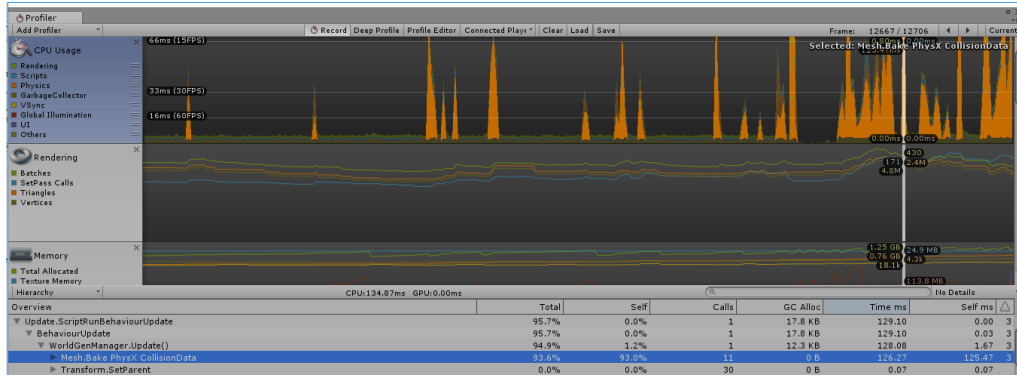 Profiler
Add Profiler Record Deep Profile Profile Editor Connected Playe Clear Load Save Frame: 12667 / 12706 Current
CPU Usage
Rendering
Scripts
Physics
GarbageCollector
VSync
Global Illumination
UI
Others
66ms (15FPS)
33ms (30FPS)
16ms (60FPS)
Selected: Mesh.Bake PhysX CollisionData
0.80ms 0.00ms
0.00ms 0.00ms
Rendering
Batches
SetPass Calls
Triangles
Vertices
430
171 2.4M
4.8M
Memory
Total Allocated
Texture Memory
1.25 GB 24.9 MB
0.76 GB 4.3k
18.1k
113.8 MB
Hierarchy CPU:134.87ms GPU:0.00ms No Details
Overview Total Self Calls GC Alloc Time ms Self ms
Update.ScriptRunBehaviourUpdate 95.7% 0.0% 1 17.8 KB 129.10 0.00 3
BehaviourUpdate 95.7% 0.0% 1 17.8 KB 129.10 0.03 3
WorldGenManager.Update() 94.9% 1.2% 1 12.3 KB 128.08 1.67 3
Mesh.Bake PhysX CollisionData 93.6% 93.0% 11 0 B 126.27 125.47 3
Transform.SetParent 0.0% 0.0% 30 0 B 0.07 0.07